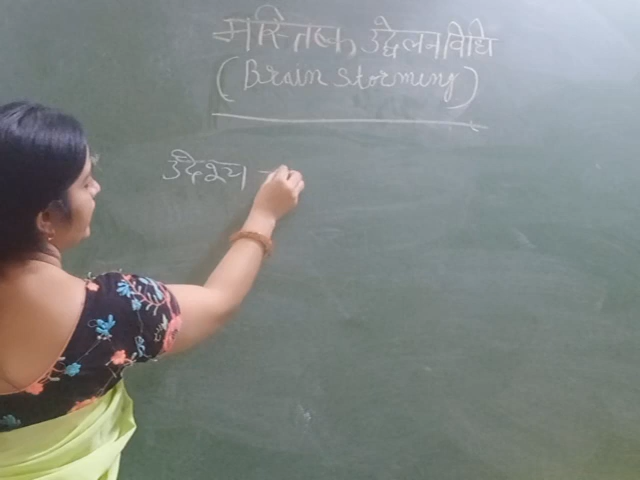 मस्तिष्क उद्वेलन विधि
(Brain Storming)
उद्देश्य -